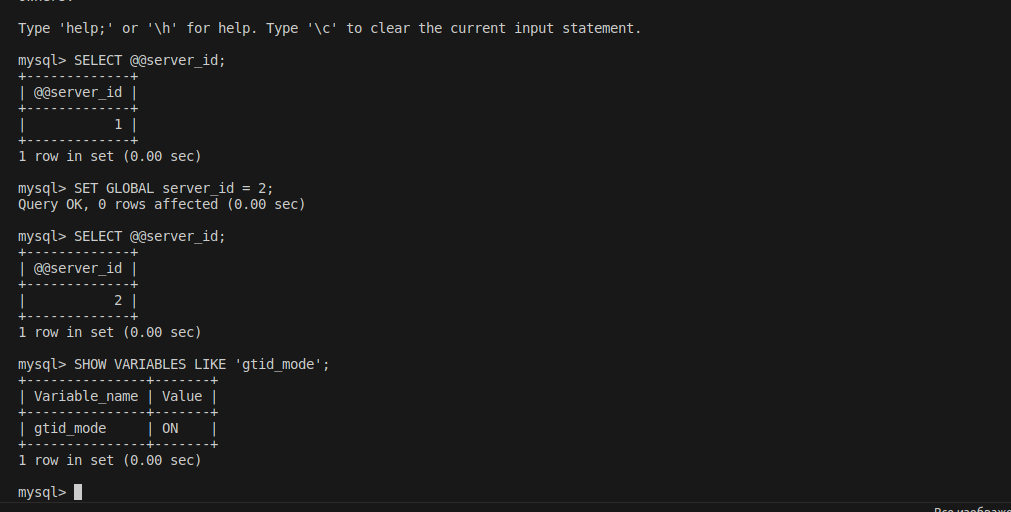 Type 'help;' or '\h' for help. Type '\c' to clear the current input statement.
mysql> SELECT @@server_id;
+-------------+
| @@server_id |
+-------------+
|           1 |
+-------------+
1 row in set (0.00 sec)
mysql> SET GLOBAL server_id = 2;
Query OK, 0 rows affected (0.00 sec)
mysql> SELECT @@server_id;
+-------------+
| @@server_id |
+-------------+
|           2 |
+-------------+
1 row in set (0.00 sec)
mysql> SHOW VARIABLES LIKE 'gtid_mode';
+---------------+-------+
| Variable_name | Value |
+---------------+-------+
| gtid_mode     | ON    |
+---------------+-------+
1 row in set (0.00 sec)
mysql>